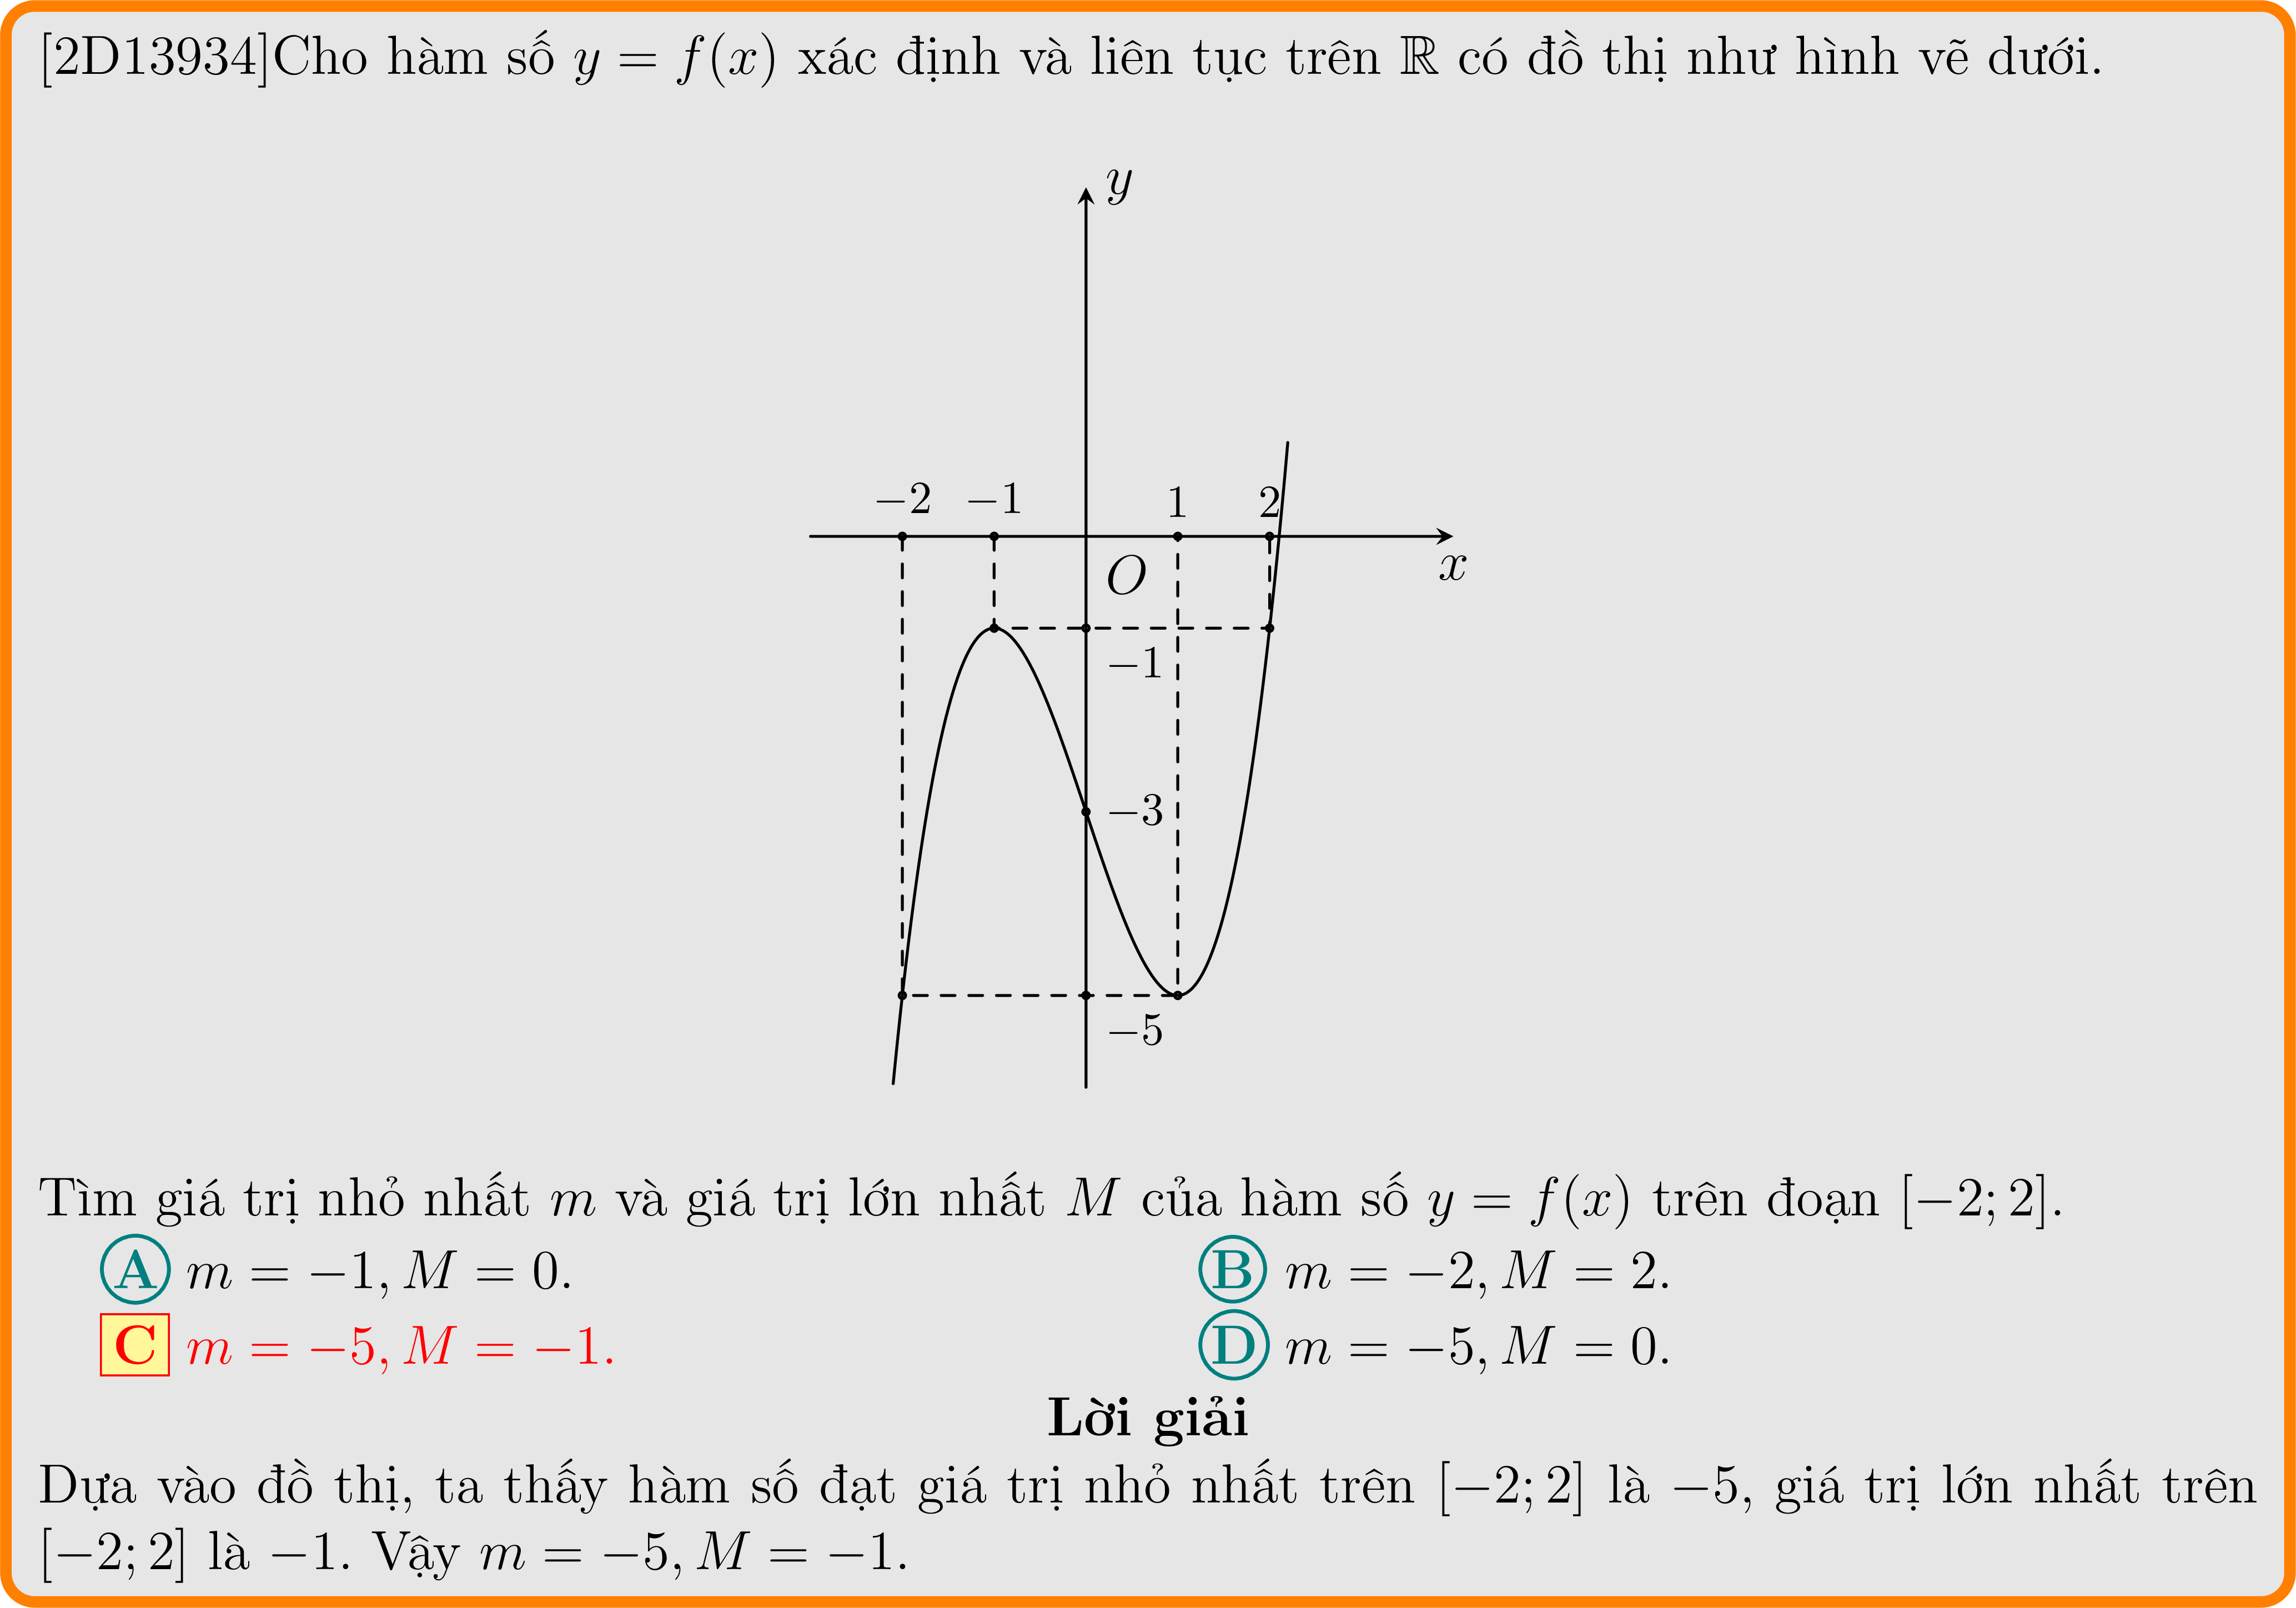 [2D13934]Cho hàm số y = f(x) xác định và liên tục trên ℝ có đồ thị như hình vẽ dưới.
y
−2 −1 1 2
O x
−1
−3
−5
Tìm giá trị nhỏ nhất m và giá trị lớn nhất M của hàm số y = f(x) trên đoạn [−2; 2].
A m = −1, M = 0. B m = −2, M = 2.
C m = −5, M = −1. D m = −5, M = 0.
Lời giải
Dựa vào đồ thị, ta thấy hàm số đạt giá trị nhỏ nhất trên [−2; 2] là −5, giá trị lớn nhất trên
[−2; 2] là −1. Vậy m = −5, M = −1.